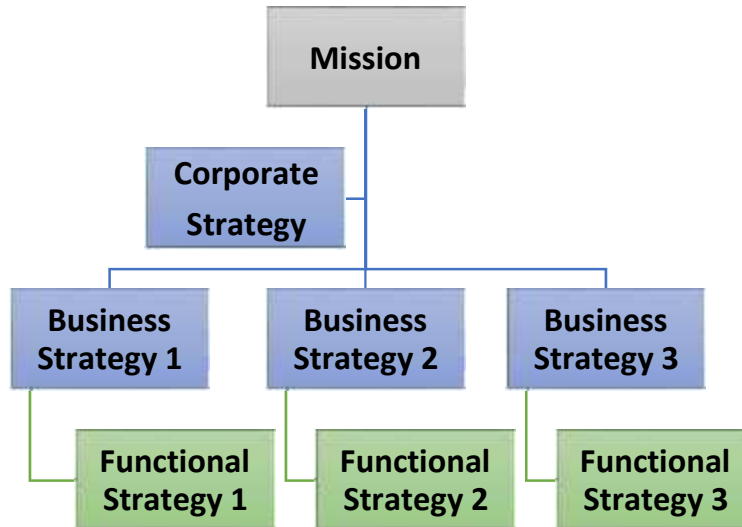 Mission
Corporate
Strategy
Business
Strategy 1
Business
Strategy 2
Business
Strategy 3
Functional
Strategy 1
Functional
Strategy 2
Functional
Strategy 3